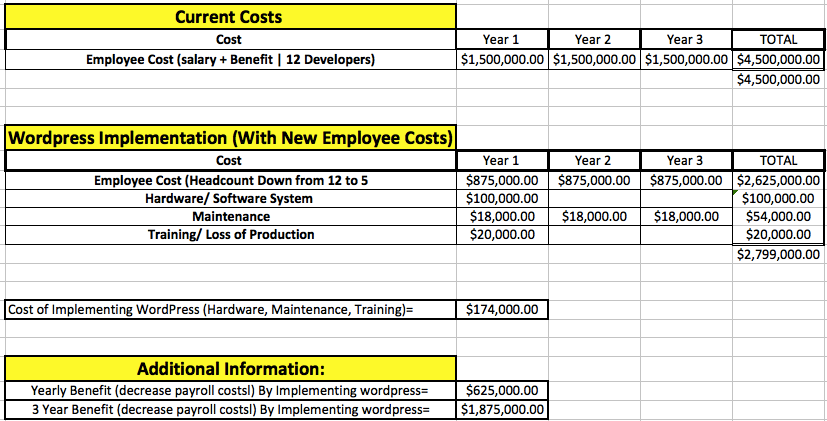 Current Costs
Cost Year 1 Year 2 Year 3 TOTAL
Employee Cost (salary + Benefit | 12 Developers) $1,500,000.00 $1,500,000.00 $1,500,000.00 $4,500,000.00
$4,500,000.00
Wordpress Implementation (With New Employee Costs)
Cost Year 1 Year 2 Year 3 TOTAL
Employee Cost (Headcount Down from 12 to 5 $875,000.00 $875,000.00 $875,000.00 $2,625,000.00
Hardware/ Software System $100,000.00 $100,000.00
Maintenance $18,000.00 $18,000.00 $18,000.00 $54,000.00
Training/ Loss of Production $20,000.00 $20,000.00
$2,799,000.00
Cost of Implementing WordPress (Hardware, Maintenance, Training)= $174,000.00
Additional Information:
Yearly Benefit (decrease payroll costsl) By Implementing wordpress= $625,000.00
3 Year Benefit (decrease payroll costsl) By Implementing wordpress= $1,875,000.00